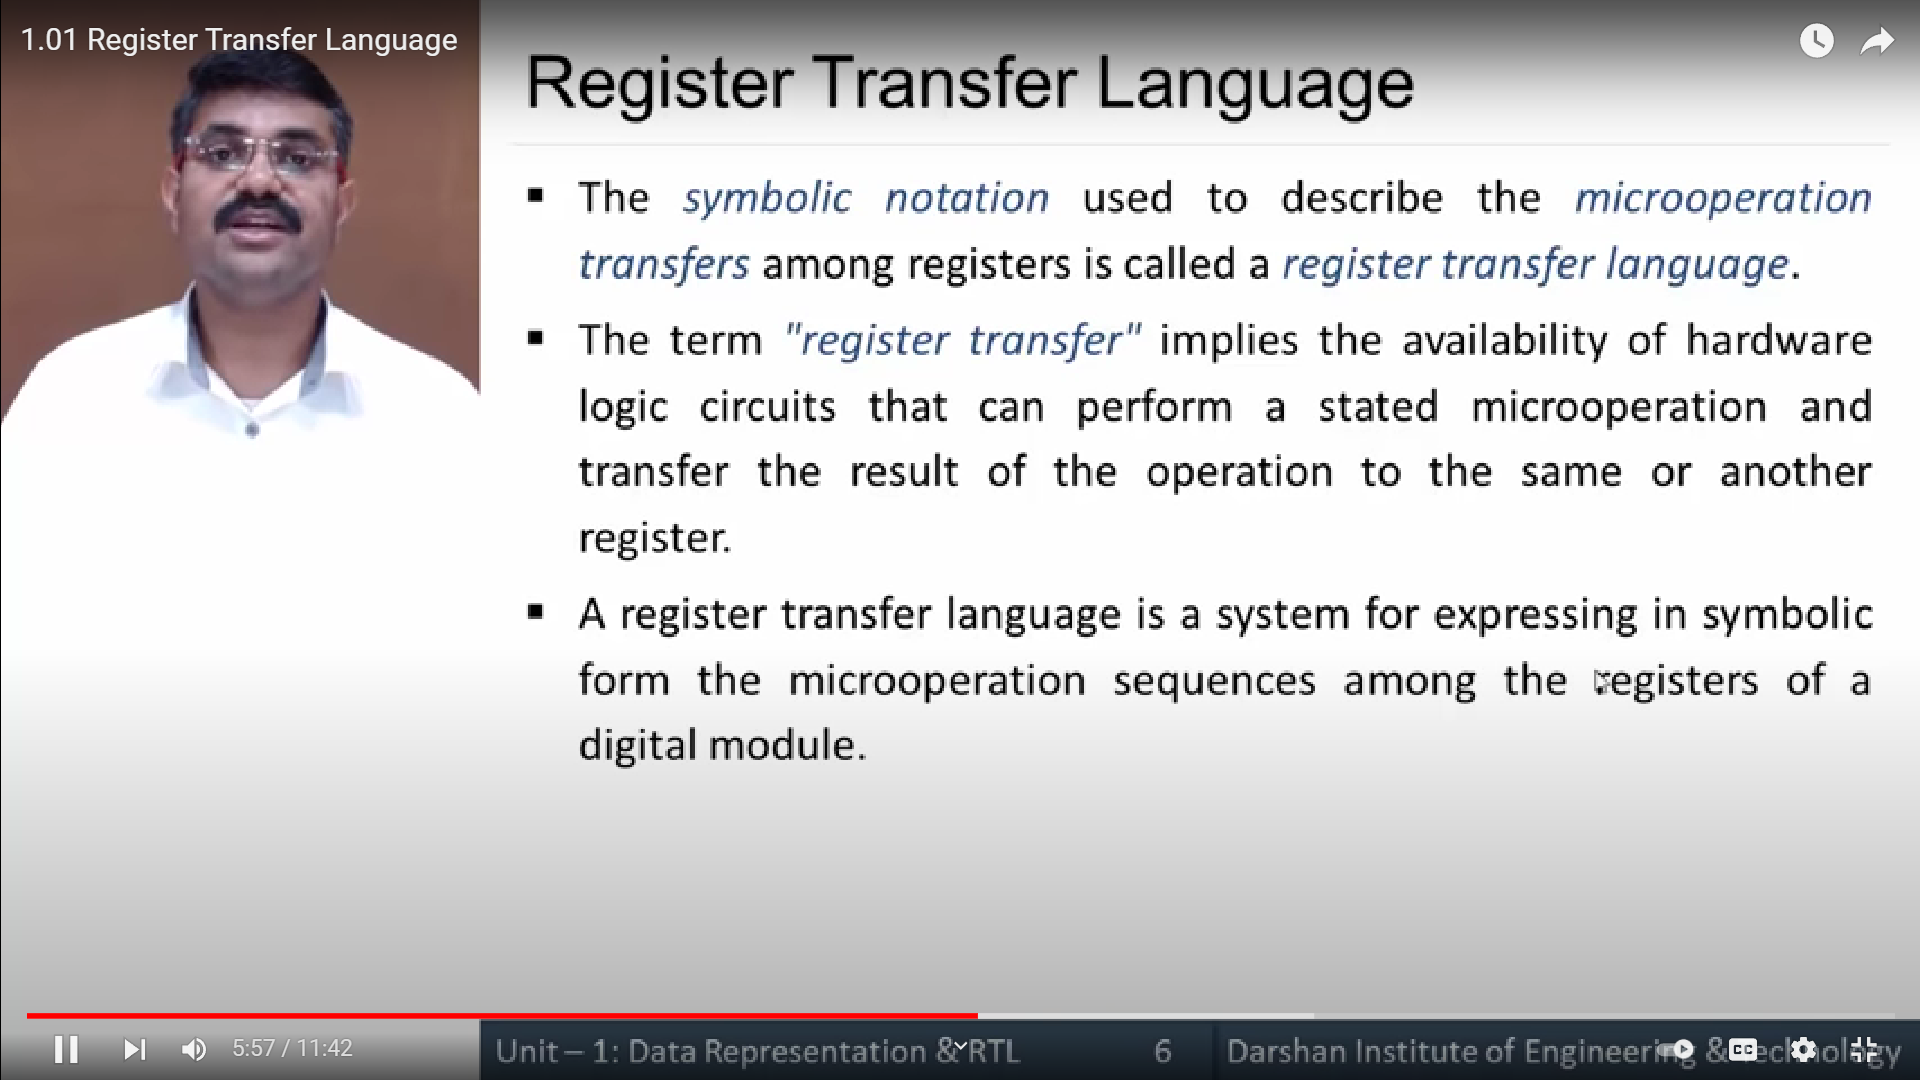 1.01 Register Transfer Language
Register Transfer Language
▪ The symbolic notation used to describe the microoperation
transfers among registers is called a register transfer language.
▪ The term "register transfer" implies the availability of hardware
logic circuits that can perform a stated microoperation and
transfer the result of the operation to the same or another
register.
▪ A register transfer language is a system for expressing in symbolic
form the microoperation sequences among the registers of a
digital module.
5:57 / 11:42
Unit – 1: Data Representation & RTL
6
Darshan Institute of Engineering & Technology
CC